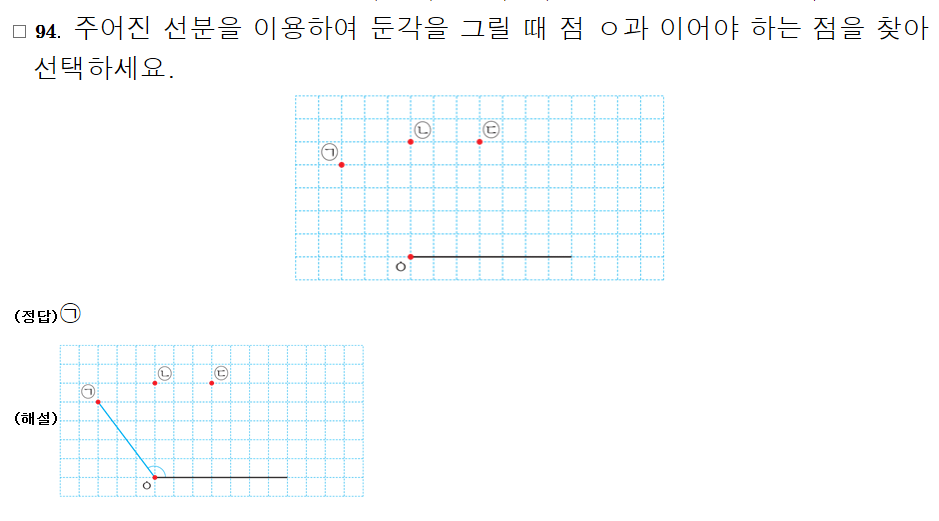 □ 94. 주어진 선분을 이용하여 둔각을 그릴 때 점 ㅇ과 이어야 하는 점을 찾아
선택하세요.
㉡ ㉢
㉠
ㅇ
(정답)㉠
㉡ ㉢
㉠
(해설)
ㅇ